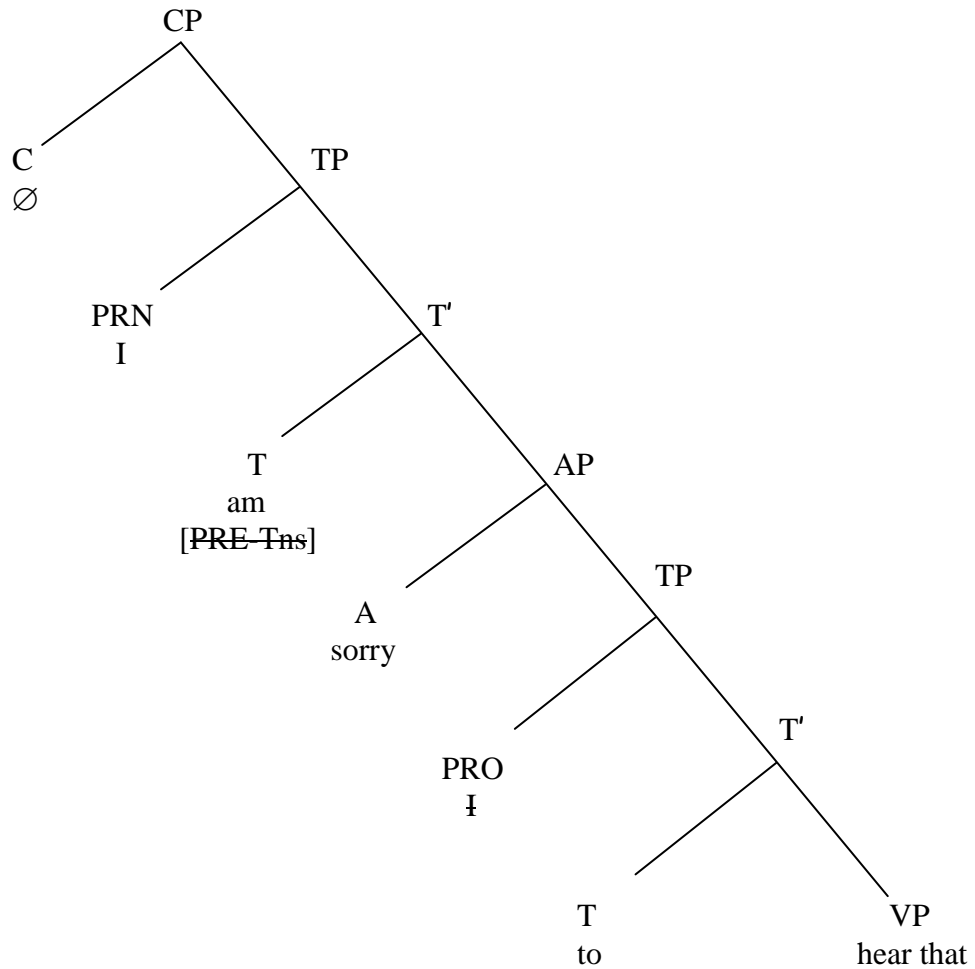 CP
C
∅
TP
PRN
I
T′
T
am
[PRE-Tns]
AP
A
sorry
TP
PRO
I
T′
T
to
VP
hear that